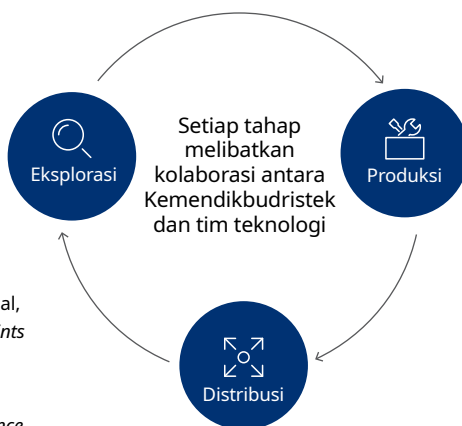 Setiap tahap
melibatkan
kolaborasi antara
Kemendikbudristek
dan tim teknologi
Eksplorasi
Produksi
Distribusi